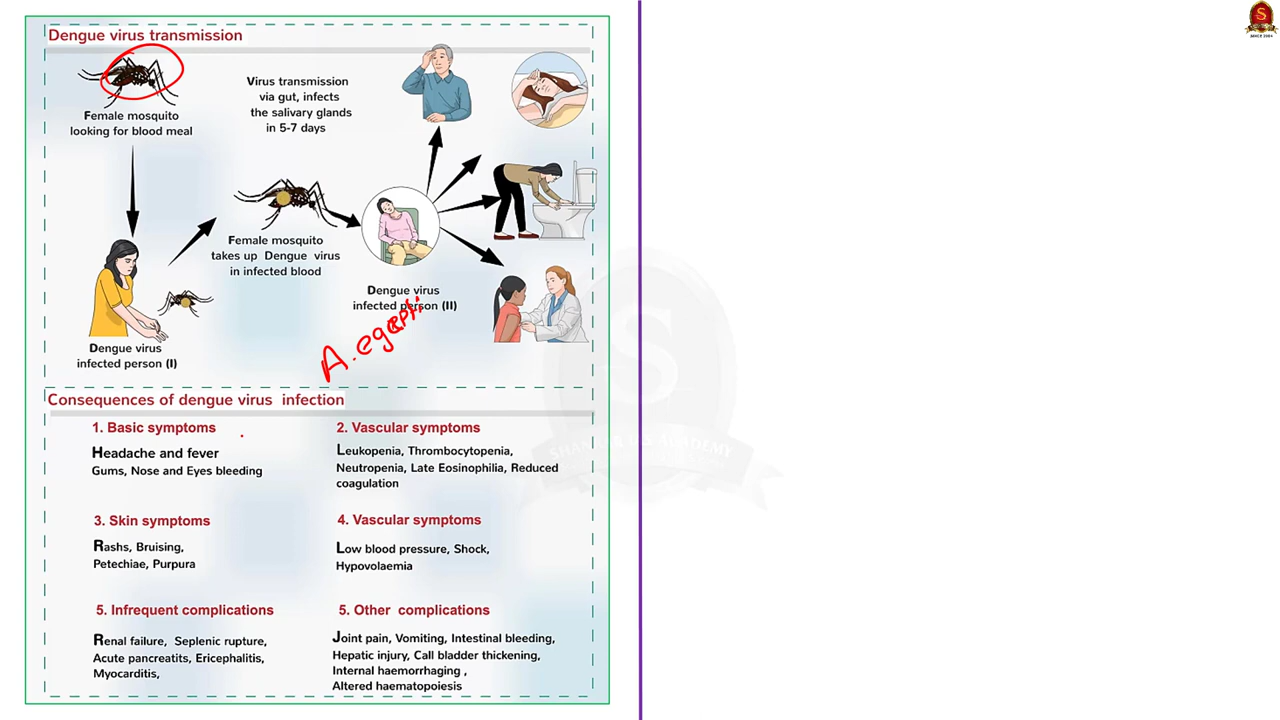 Dengue virus transmission
Female mosquito
looking for blood meal
Virus transmission
via gut, infects
the salivary glands
in 5-7 days
Female mosquito
takes up Dengue virus
in infected blood
Dengue virus
infected person (II)
Dengue virus
infected person (I)
A. egepti
Consequences of dengue virus infection
1. Basic symptoms
Headache and fever
Gums, Nose and Eyes bleeding
2. Vascular symptoms
Leukopenia, Thrombocytopenia,
Neutropenia, Late Eosinophilia, Reduced
coagulation
3. Skin symptoms
Rashs, Bruising,
Petechiae, Purpura
4. Vascular symptoms
Low blood pressure, Shock,
Hypovolaemia
5. Infrequent complications
Renal failure, Seplenic rupture,
Acute pancreatits, Ericephalitis,
Myocarditis,
5. Other complications
Joint pain, Vomiting, Intestinal bleeding,
Hepatic injury, Call bladder thickening,
Internal haemorrhaging ,
Altered haematopoiesis
S
SINCE 2004